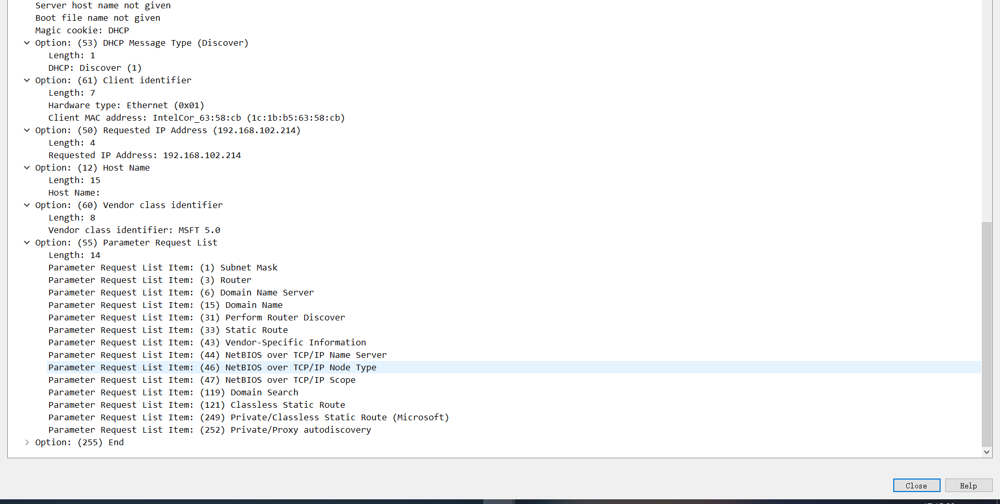 Server host name not given
Boot file name not given
Magic cookie: DHCP
Option: (53) DHCP Message Type (Discover)
Length: 1
DHCP: Discover (1)
Option: (61) Client identifier
Length: 7
Hardware type: Ethernet (0x01)
Client MAC address: IntelCor_63:58:cb (1c:1b:b5:63:58:cb)
Option: (50) Requested IP Address (192.168.102.214)
Length: 4
Requested IP Address: 192.168.102.214
Option: (12) Host Name
Length: 15
Host Name:
Option: (60) Vendor class identifier
Length: 8
Vendor class identifier: MSFT 5.0
Option: (55) Parameter Request List
Length: 14
Parameter Request List Item: (1) Subnet Mask
Parameter Request List Item: (3) Router
Parameter Request List Item: (6) Domain Name Server
Parameter Request List Item: (15) Domain Name
Parameter Request List Item: (31) Perform Router Discover
Parameter Request List Item: (33) Static Route
Parameter Request List Item: (43) Vendor-Specific Information
Parameter Request List Item: (44) NetBIOS over TCP/IP Name Server
Parameter Request List Item: (46) NetBIOS over TCP/IP Node Type
Parameter Request List Item: (47) NetBIOS over TCP/IP Scope
Parameter Request List Item: (119) Domain Search
Parameter Request List Item: (121) Classless Static Route
Parameter Request List Item: (249) Private/Classless Static Route (Microsoft)
Parameter Request List Item: (252) Private/Proxy autodiscovery
Option: (255) End
Close
Help